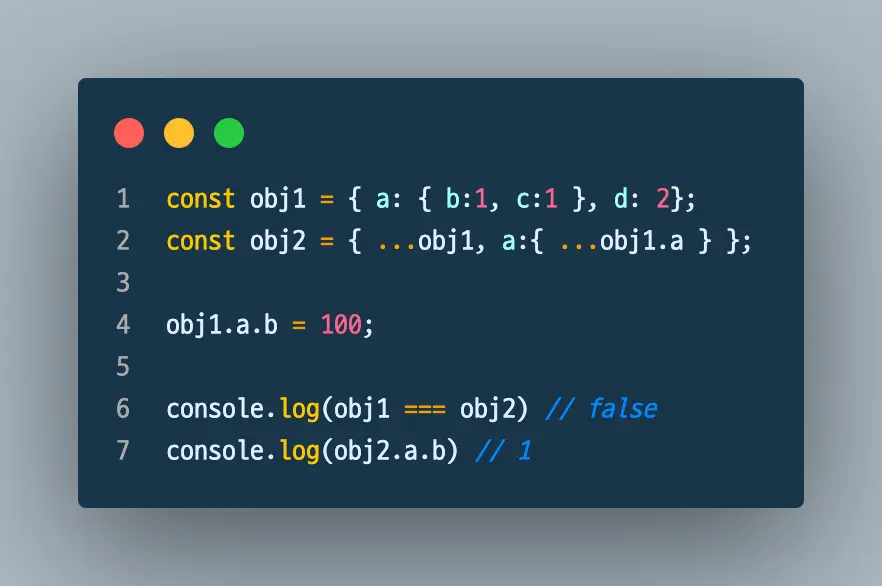 1 const obj1 = { a: { b:1, c:1 }, d: 2};
2 const obj2 = { ...obj1, a:{ ...obj1.a } };
3
4 obj1.a.b = 100;
5
6 console.log(obj1 === obj2) // false
7 console.log(obj2.a.b) // 1